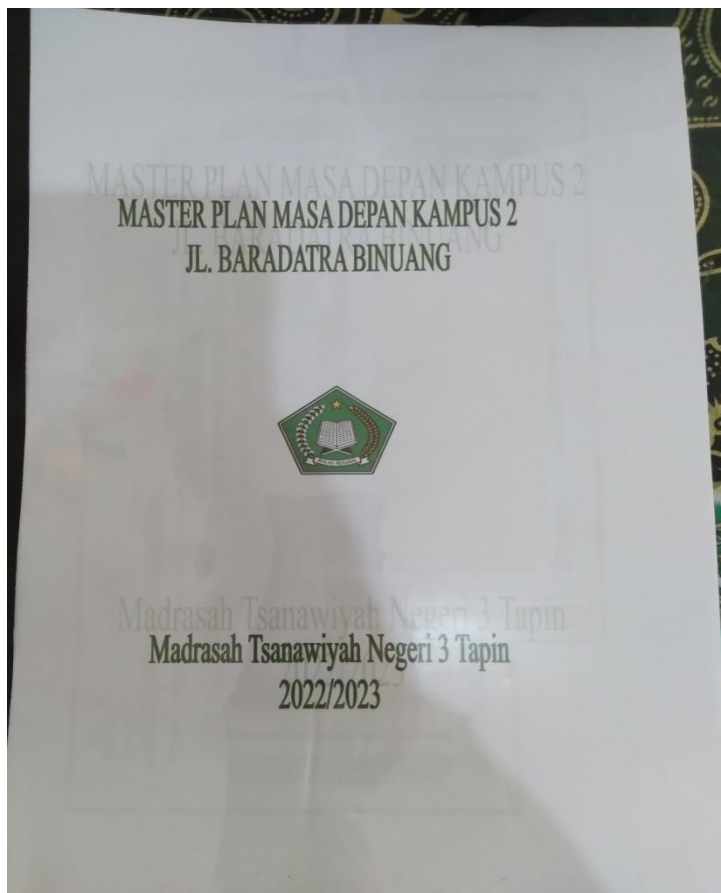 MASTER PLAN MASA DEPAN KAMPUS 2
JL. BARADATRA BINUANG
Madrasah Tsanawiyah Negeri 3 Tapin
2022/2023